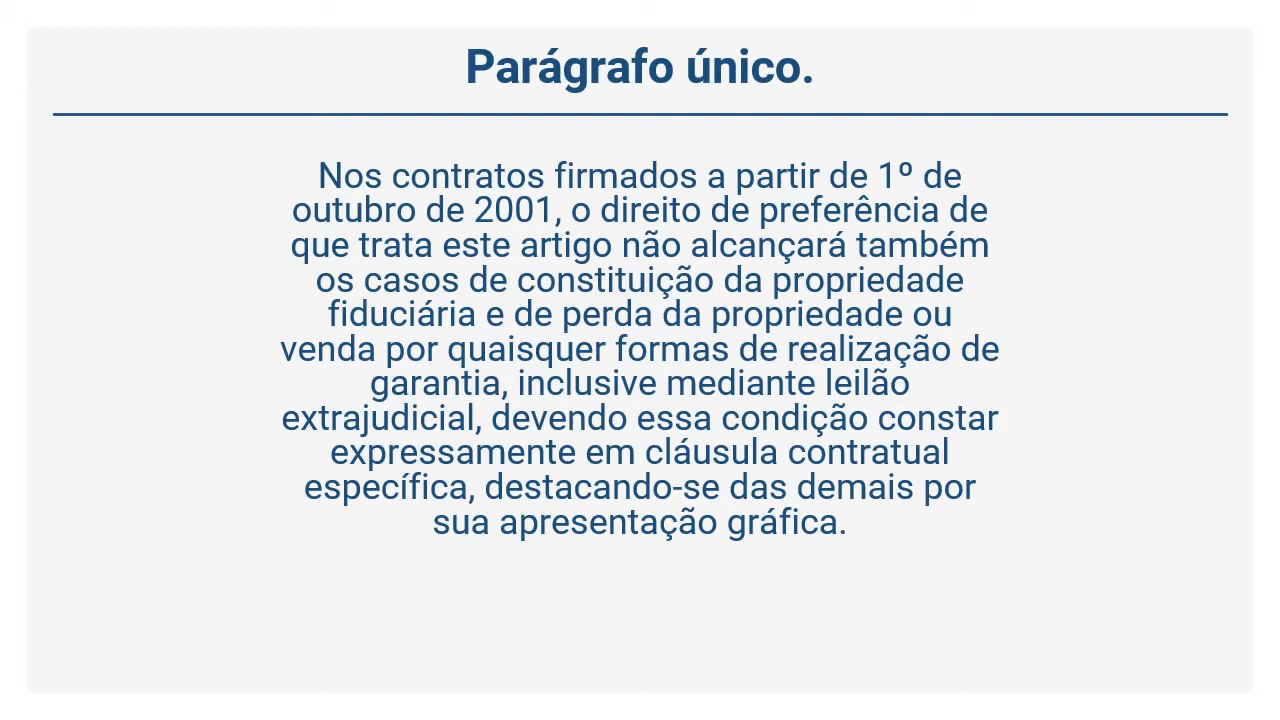 Parágrafo único.
Nos contratos firmados a partir de 1º de
outubro de 2001, o direito de preferência de
que trata este artigo não alcançará também
os casos de constituição da propriedade
fiduciária e de perda da propriedade ou
venda por quaisquer formas de realização de
garantia, inclusive mediante leilão
extrajudicial, devendo essa condição constar
expressamente em cláusula contratual
específica, destacando-se das demais por
sua apresentação gráfica.